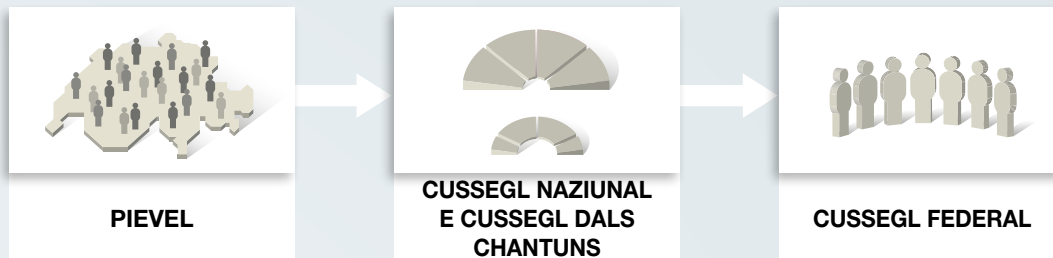 PIEVEL
CUSSEGL NAZIUNAL
E CUSSEGL DALS
CHANTUNS
CUSSEGL FEDERAL